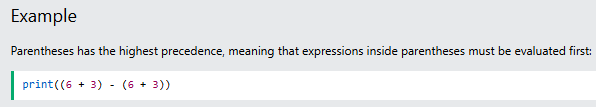 Example
Parentheses has the highest precedence, meaning that expressions inside parentheses must be evaluated first:
print((6 + 3) - (6 + 3))